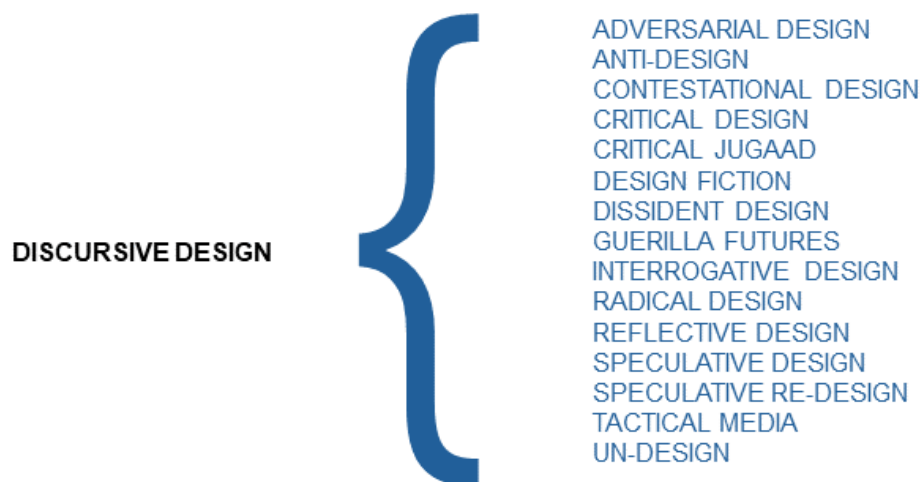 DISCURSIVE DESIGN
ADVERSARIAL DESIGN
ANTI-DESIGN
CONTESTATIONAL DESIGN
CRITICAL DESIGN
CRITICAL JUGAAD
DESIGN FICTION
DISSIDENT DESIGN
GUERILLA FUTURES
INTERROGATIVE DESIGN
RADICAL DESIGN
REFLECTIVE DESIGN
SPECULATIVE DESIGN
SPECULATIVE RE-DESIGN
TACTICAL MEDIA
UN-DESIGN